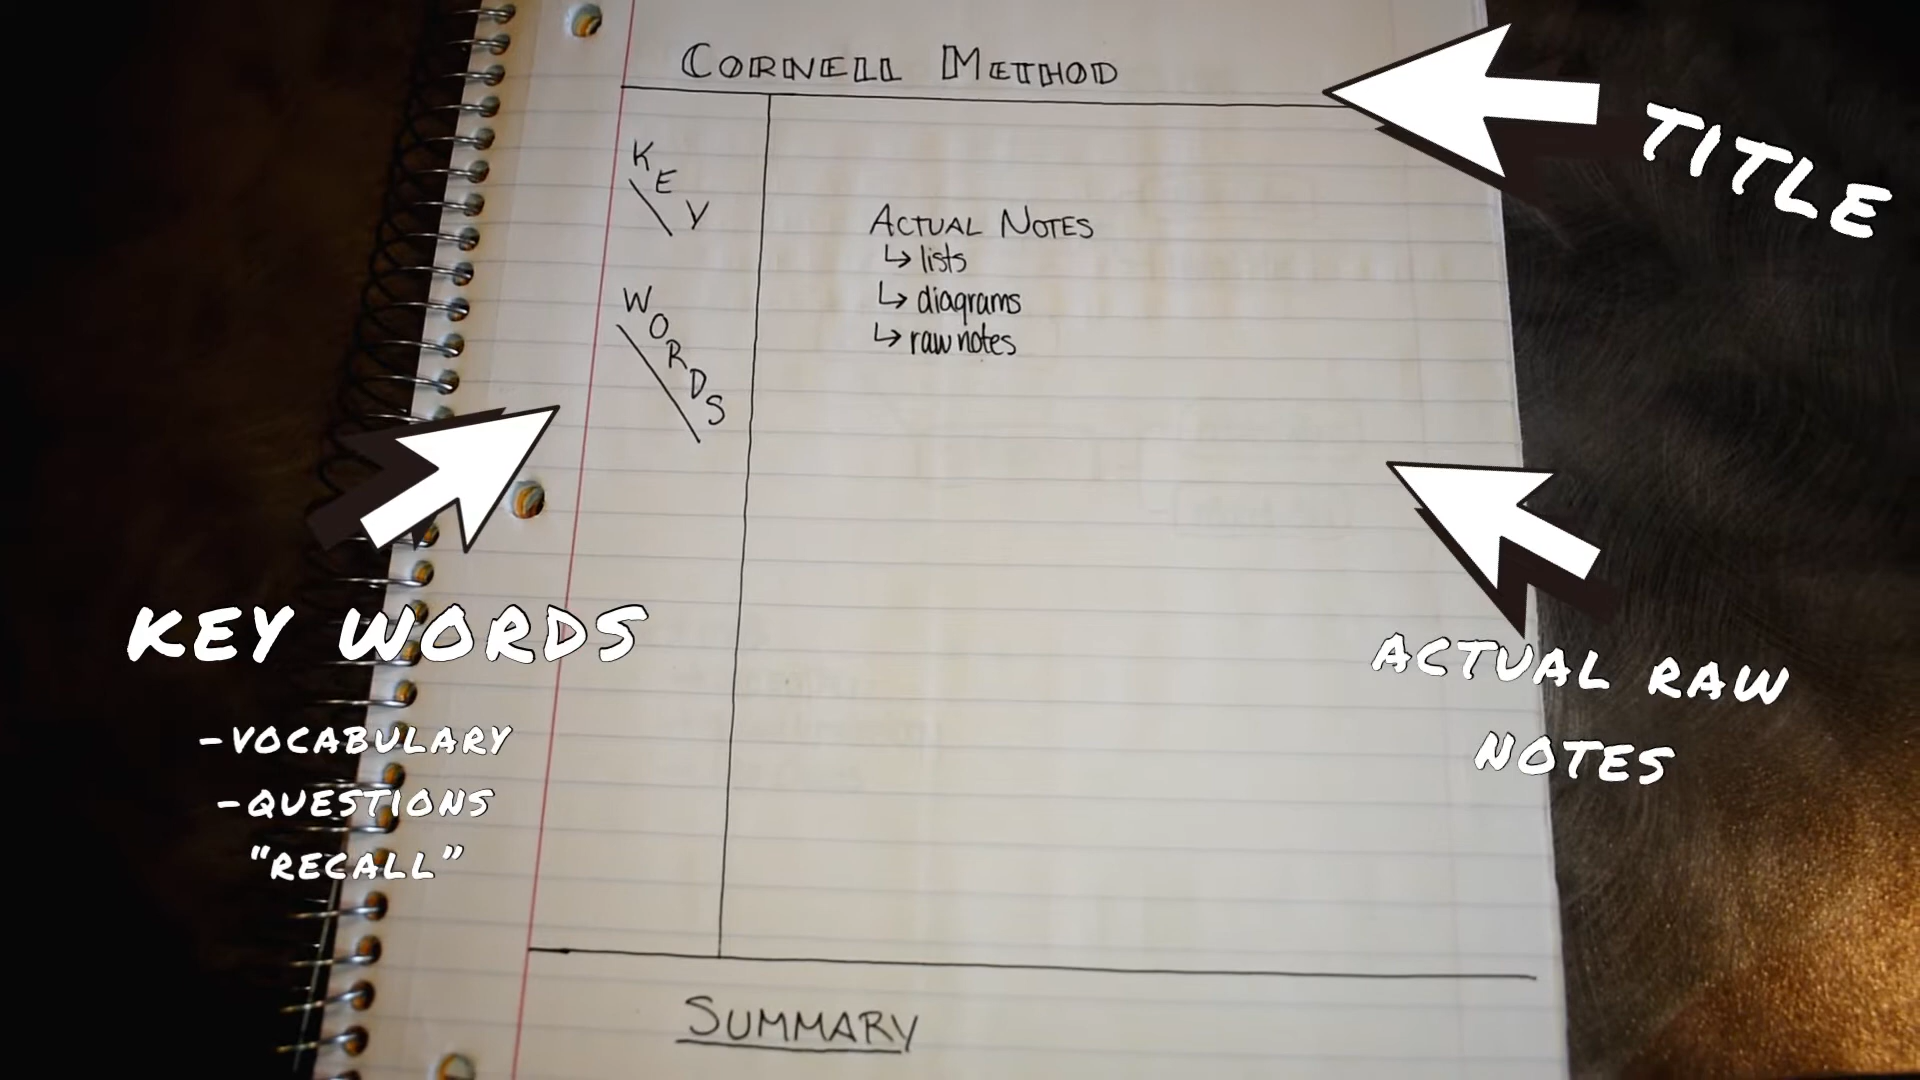 CORNELL METHOD
TITLE
KEY
WORDS
ACTUAL NOTES
↳ lists
↳ diagrams
↳ raw notes
KEY WORDS
-VOCABULARY
-QUESTIONS
"RECALL"
ACTUAL RAW
NOTES
SUMMARY